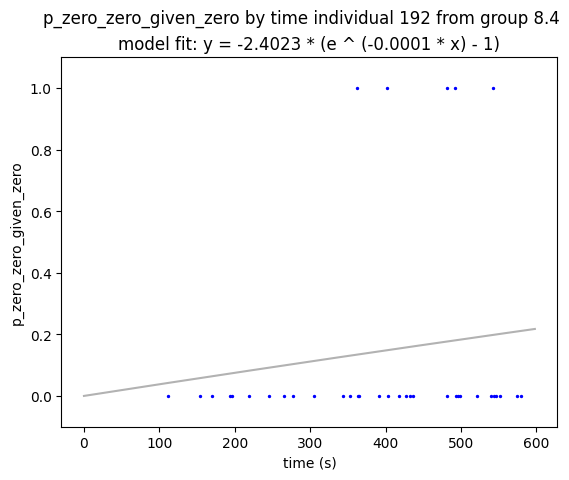 p_zero_zero_given_zero by time individual 192 from group 8.4
model fit: y = -2.4023 * (e ^ (-0.0001 * x) - 1)
1.0
0.8
0.6
0.4
0.2
0.0
p_zero_zero_given_zero
0 100 200 300 400 500 600
time (s)